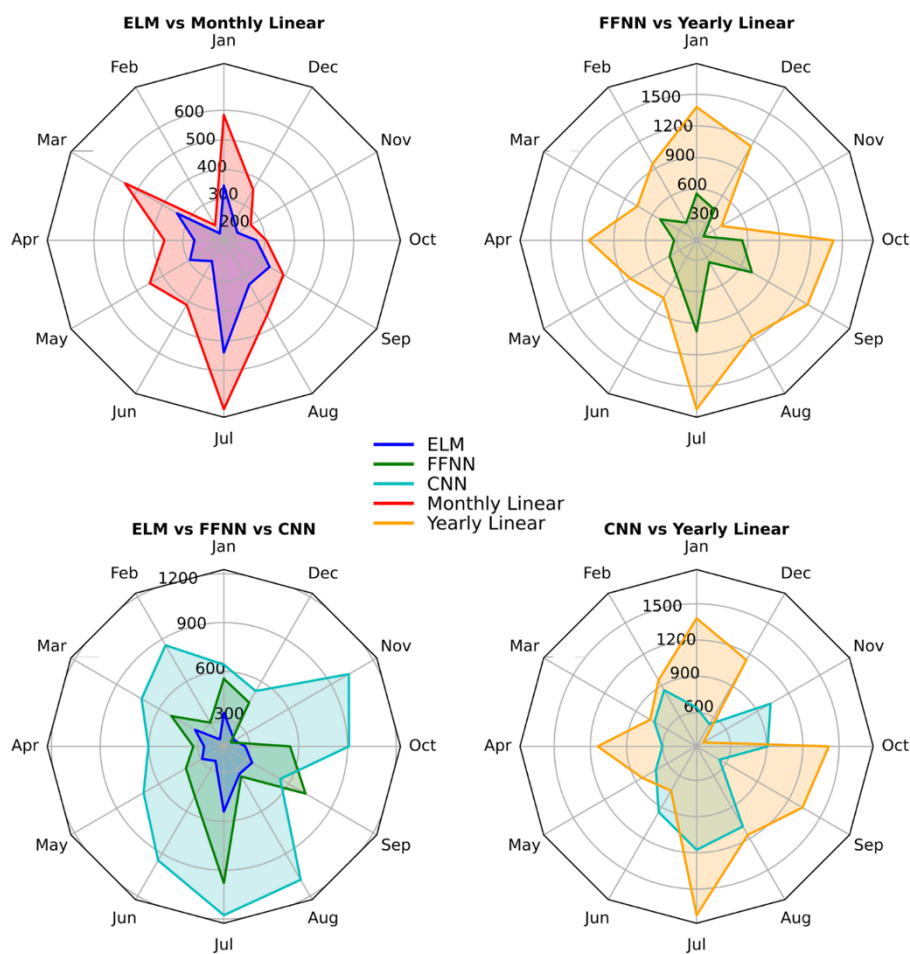 ELM vs Monthly Linear
Jan
Feb
Dec
Mar
Nov
600
500
400
300
200
Apr
Oct
May
Sep
Jun
Aug
Jul
FFNN vs Yearly Linear
Jan
Feb
Dec
1500
Mar
Nov
1200
900
600
300
Apr
Oct
May
Sep
Jun
Aug
Jul
ELM
FFNN
CNN
Monthly Linear
Yearly Linear
ELM vs FFNN vs CNN
Jan
1200
Feb
Dec
900
Mar
Nov
600
300
Apr
Oct
May
Sep
Jun
Aug
Jul
CNN vs Yearly Linear
Jan
Feb
Dec
1500
Mar
Nov
1200
900
600
Apr
Oct
May
Sep
Jun
Aug
Jul